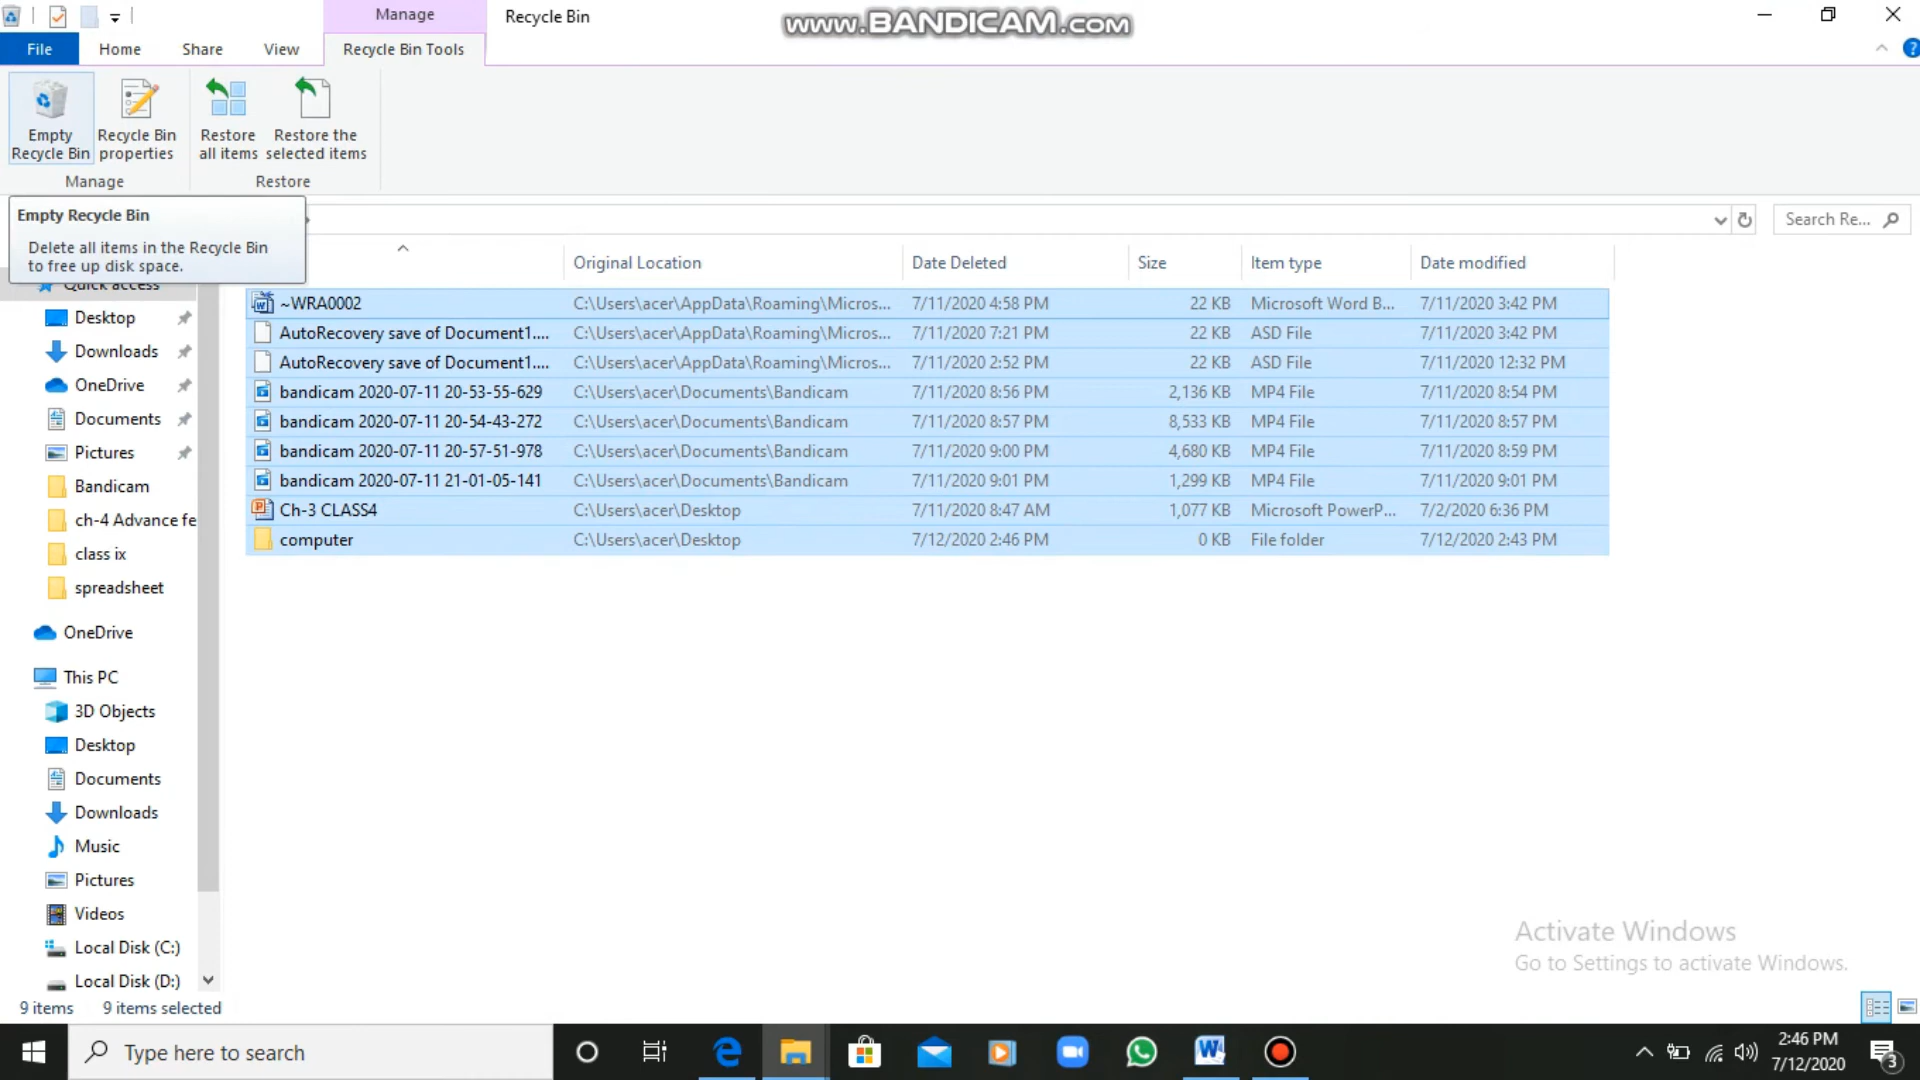 Manage
Recycle Bin
www.BANDICAM.com
File
Home
Share
View
Recycle Bin Tools
Empty Recycle Bin
Recycle Bin properties
Restore all items
Restore the selected items
Manage
Restore
Empty Recycle Bin
Delete all items in the Recycle Bin
to free up disk space.
Search Re...
Original Location
Date Deleted
Size
Item type
Date modified
Quick access
Desktop
Downloads
OneDrive
Documents
Pictures
Bandicam
ch-4 Advance fe
class ix
spreadsheet
OneDrive
This PC
3D Objects
Desktop
Documents
Downloads
Music
Pictures
Videos
Local Disk (C:)
Local Disk (D:)
~WRA0002 C:\Users\acer\AppData\Roaming\Micros... 7/11/2020 4:58 PM 22 KB Microsoft Word B... 7/11/2020 3:42 PM
AutoRecovery save of Document1.... C:\Users\acer\AppData\Roaming\Micros... 7/11/2020 7:21 PM 22 KB ASD File 7/11/2020 3:42 PM
AutoRecovery save of Document1.... C:\Users\acer\AppData\Roaming\Micros... 7/11/2020 2:52 PM 22 KB ASD File 7/11/2020 12:32 PM
bandicam 2020-07-11 20-53-55-629 C:\Users\acer\Documents\Bandicam 7/11/2020 8:56 PM 2,136 KB MP4 File 7/11/2020 8:54 PM
bandicam 2020-07-11 20-54-43-272 C:\Users\acer\Documents\Bandicam 7/11/2020 8:57 PM 8,533 KB MP4 File 7/11/2020 8:57 PM
bandicam 2020-07-11 20-57-51-978 C:\Users\acer\Documents\Bandicam 7/11/2020 9:00 PM 4,680 KB MP4 File 7/11/2020 8:59 PM
bandicam 2020-07-11 21-01-05-141 C:\Users\acer\Documents\Bandicam 7/11/2020 9:01 PM 1,299 KB MP4 File 7/11/2020 9:01 PM
Ch-3 CLASS4 C:\Users\acer\Desktop 7/11/2020 8:47 AM 1,077 KB Microsoft PowerP... 7/2/2020 6:36 PM
computer C:\Users\acer\Desktop 7/12/2020 2:46 PM 0 KB File folder 7/12/2020 2:43 PM
Activate Windows
Go to Settings to activate Windows.
9 items 9 items selected
Type here to search
2:46 PM
7/12/2020
3